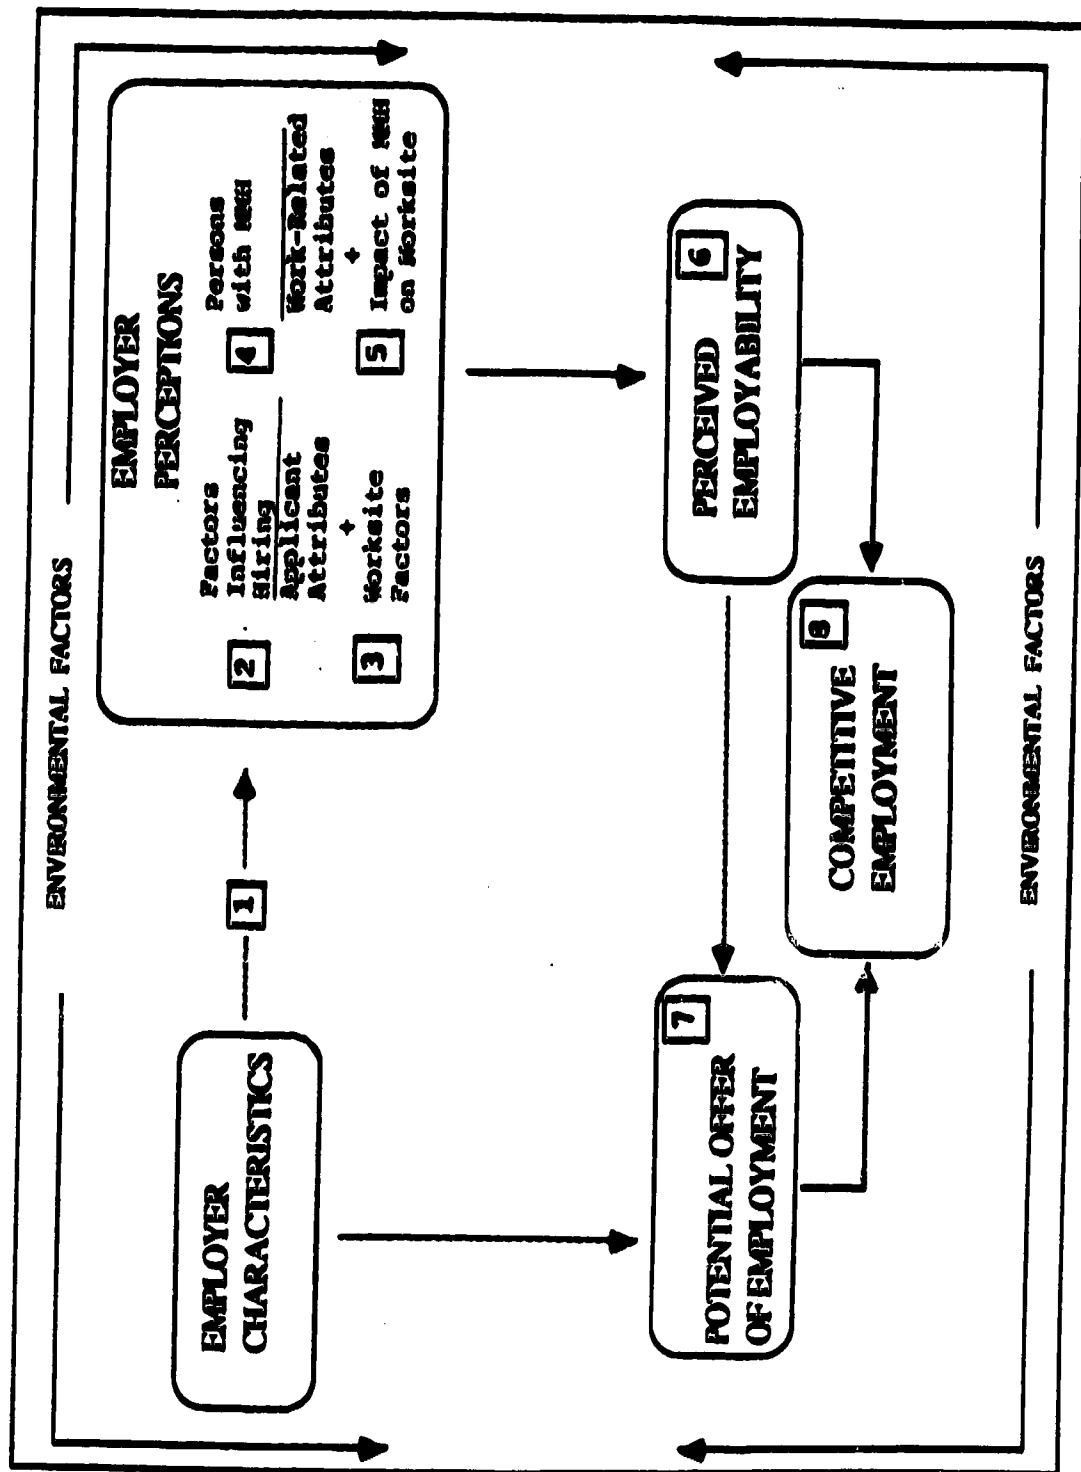 ENVIRONMENTAL FACTORS
EMPLOYER
CHARACTERISTICS
1
EMPLOYER
PERCEPTIONS
2
Factors
Influencing
Hiring
Applicant
Attributes
+
3
Worksite
Factors
4
Persons
with MMH
Work-Related
Attributes
+
5
Impact of MMH
on Worksite
POTENTIAL OFFER
OF EMPLOYMENT
7
PERCEIVED
EMPLOYABILITY
6
COMPETITIVE
EMPLOYMENT
8
ENVIRONMENTAL FACTORS